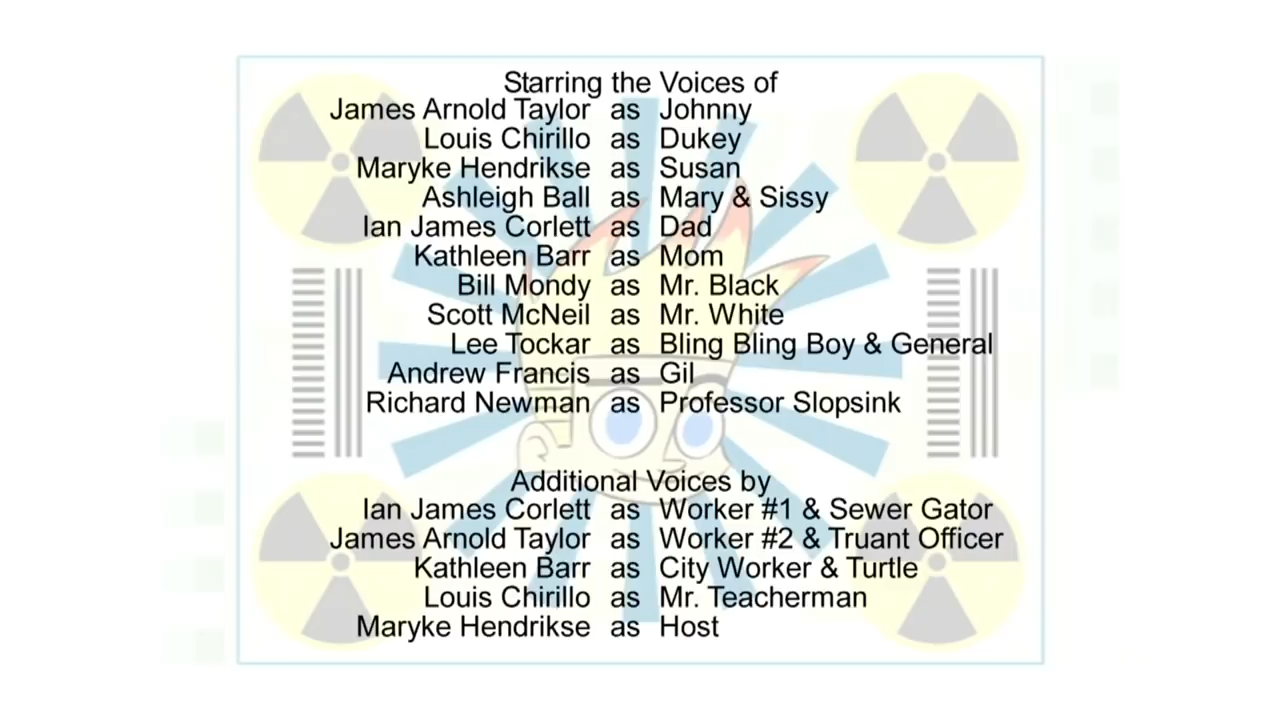 Starring the Voices of
James Arnold Taylor as Johnny
Louis Chirillo as Dukey
Maryke Hendrikse as Susan
Ashleigh Ball as Mary & Sissy
Ian James Corlett as Dad
Kathleen Barr as Mom
Bill Mondy as Mr. Black
Scott McNeil as Mr. White
Lee Tockar as Bling Bling Boy & General
Andrew Francis as Gil
Richard Newman as Professor Slopsink
Additional Voices by
Ian James Corlett as Worker #1 & Sewer Gator
James Arnold Taylor as Worker #2 & Truant Officer
Kathleen Barr as City Worker & Turtle
Louis Chirillo as Mr. Teacherman
Maryke Hendrikse as Host